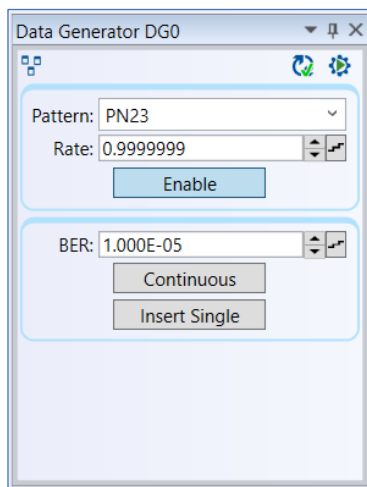 Data Generator DG0
Pattern: PN23
Rate: 0.9999999
Enable
BER: 1.000E-05
Continuous
Insert Single